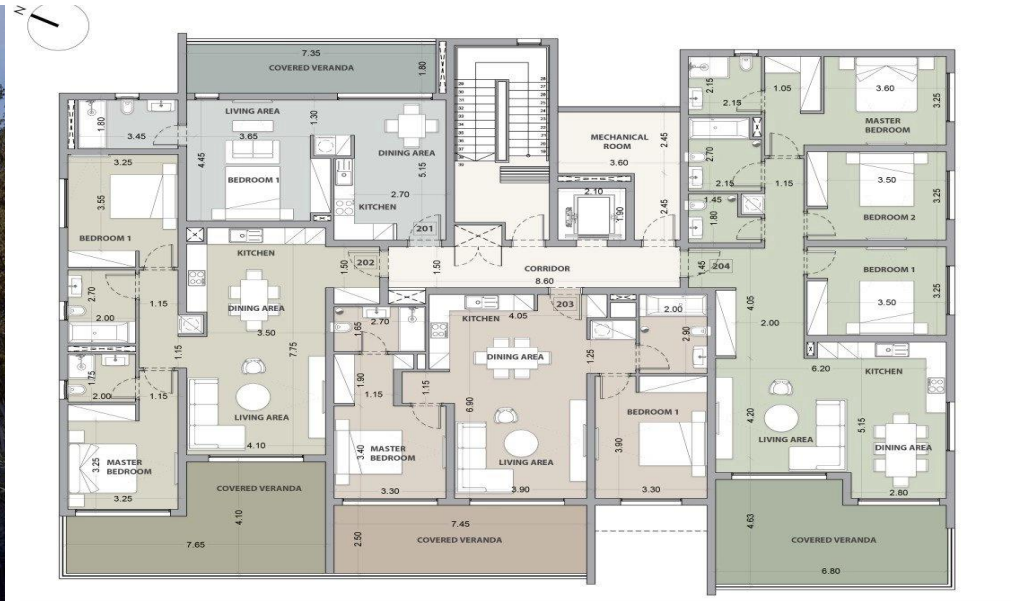 N
7.35
COVERED VERANDA
1.80
LIVING AREA
1.30
3.65
4.45
DINING AREA
5.15
BEDROOM 1
2.70
KITCHEN
201
1.80
3.45
3.25
3.55
BEDROOM 1
2.70
2.00
1.15
1.15
1.75
2.00
1.15
3.25
MASTER
BEDROOM
3.25
KITCHEN
DINING AREA
3.50
7.75
LIVING AREA
4.10
COVERED VERANDA
4.10
7.65
202
1.50
1.50
CORRIDOR
8.60
MECHANICAL
ROOM
3.60
2.45
2.45
2.10
1.90
203
KITCHEN
4.05
DINING AREA
1.25
6.90
LIVING AREA
3.90
2.70
1.65
1.90
1.15
1.15
3.40
MASTER
BEDROOM
3.30
2.00
2.90
BEDROOM 1
3.90
3.30
7.45
2.50
COVERED VERANDA
204
1.45
2.15
2.15
1.05
3.60
3.25
MASTER
BEDROOM
2.70
2.15
1.15
3.50
3.25
BEDROOM 2
1.45
1.80
BEDROOM 1
3.50
3.25
4.05
2.00
6.20
KITCHEN
4.20
5.15
LIVING AREA
DINING AREA
2.80
4.63
COVERED VERANDA
6.80